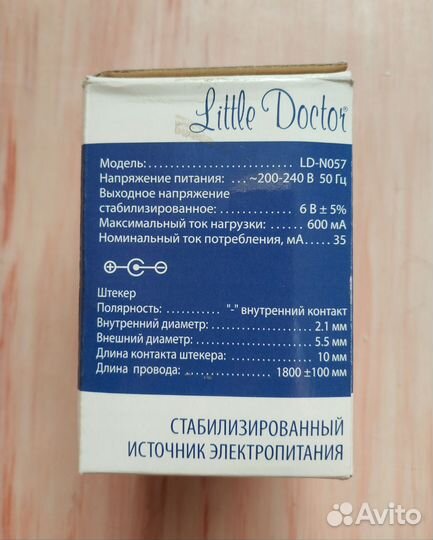 Little Doctor®
Модель:........................... LD-N057
Напряжение питания: ... ~200-240 В 50 Гц
Выходное напряжение
стабилизированное:............. 6 В ± 5%
Максимальный ток нагрузки: ...... 600 мА
Номинальный ток потребления, мА.. 35
Штекер
Полярность: ........... "-" внутренний контакт
Внутренний диаметр: ............... 2.1 мм
Внешний диаметр: .................. 5.5 мм
Длина контакта штекера: ........... 10 мм
Длина провода: ............ 1800 ±100 мм
СТАБИЛИЗИРОВАННЫЙ
ИСТОЧНИК ЭЛЕКТРОПИТАНИЯ
Avito